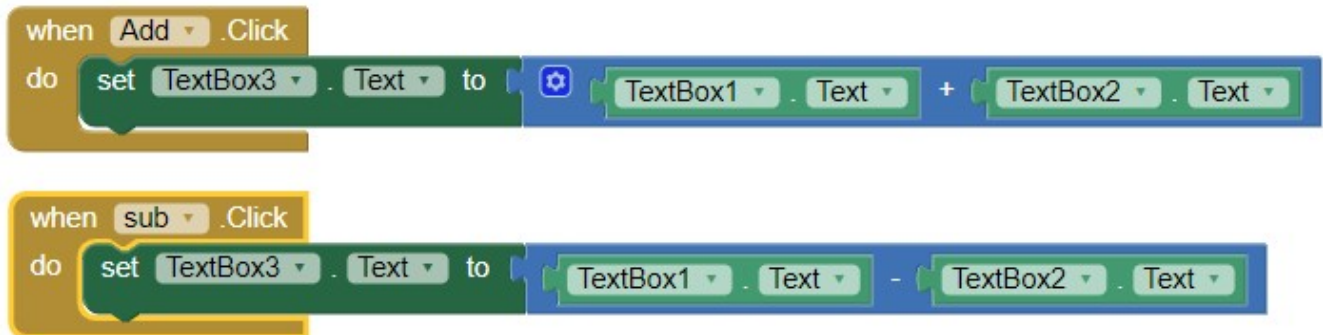 when Add .Click
do set TextBox3 . Text to TextBox1 . Text + TextBox2 . Text
when sub .Click
do set TextBox3 . Text to TextBox1 . Text - TextBox2 . Text